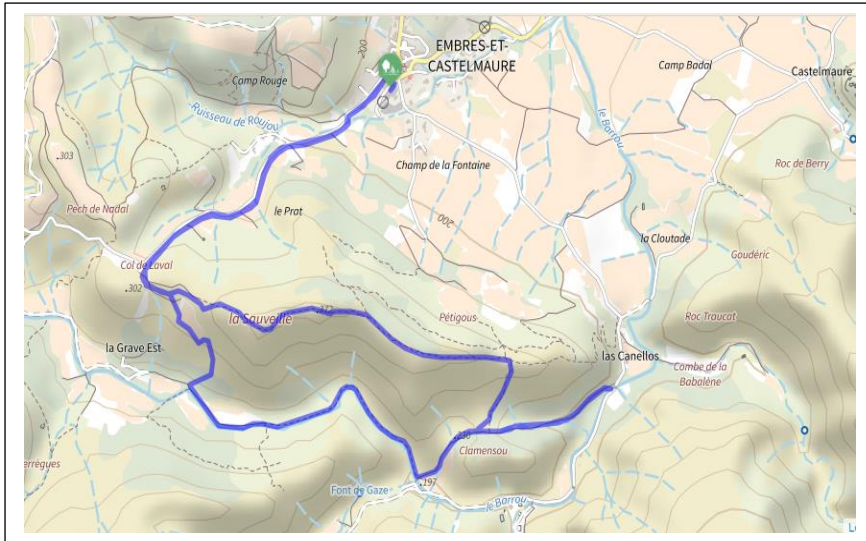 EMBRES-ET-
CASTELMAURE
200
Camp Rouge
Camp Badal
Castelmaure
Ruisseau de Roujou
le Barrou
303
Champ de la Fontaine
Roc de Berry
Pech de Nadal
le Prat
200
la Cloutade
Goudéric
Col de Laval
302
la Sauveille
Pétigous
Roc Traucat
la Grave Est
las Canellos
Combe de la
Babalène
Clamensou
197
Font de Gaze
le Barrou